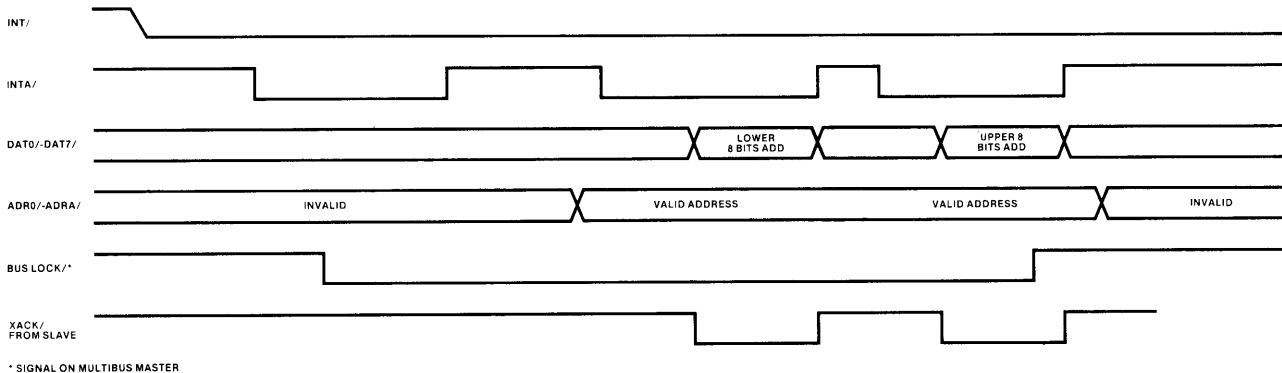 INT/
INTA/
DAT0/-DAT7/
LOWER
8 BITS ADD
UPPER 8
BITS ADD
ADR0/-ADRA/
INVALID
VALID ADDRESS
VALID ADDRESS
INVALID
BUS LOCK/*
XACK/
FROM SLAVE
* SIGNAL ON MULTIBUS MASTER